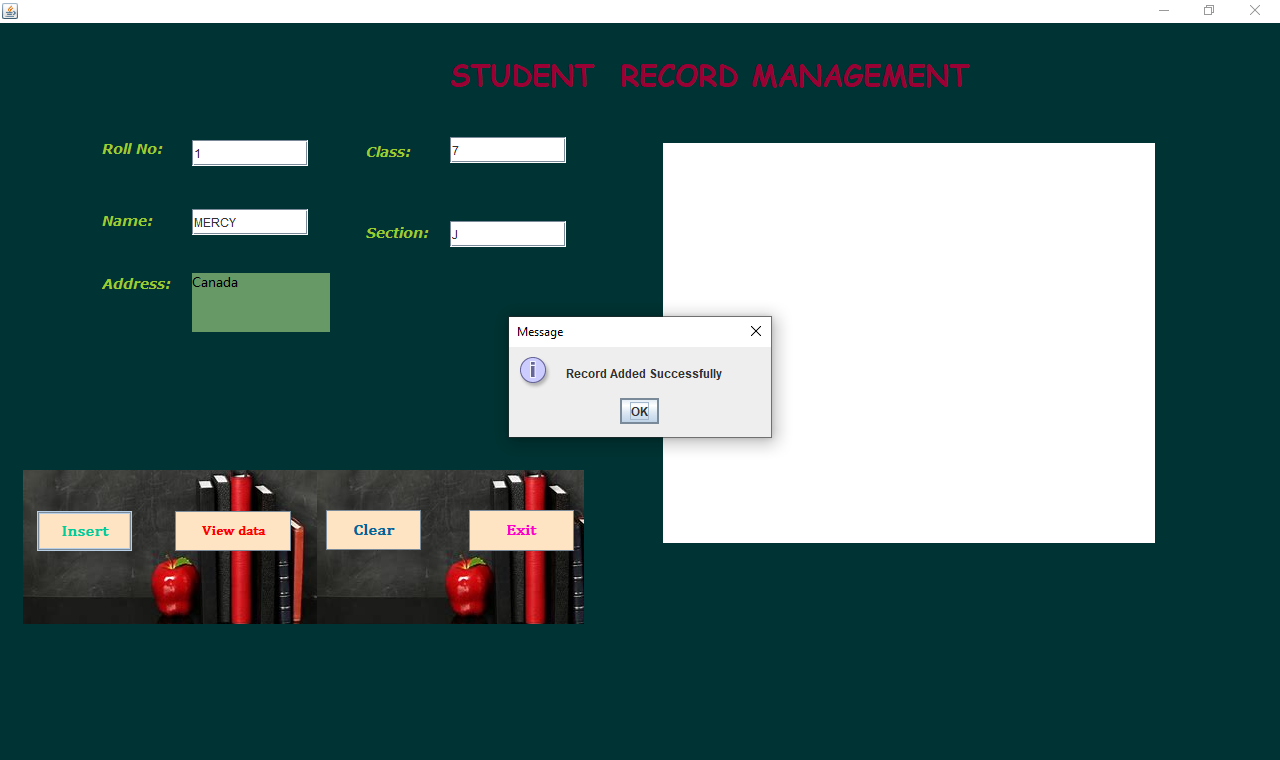 STUDENT RECORD MANAGEMENT
Roll No: 1
Class: 7
Name: MERCY
Section: J
Address: Canada
Message
Record Added Successfully
OK
Insert
View data
Clear
Exit